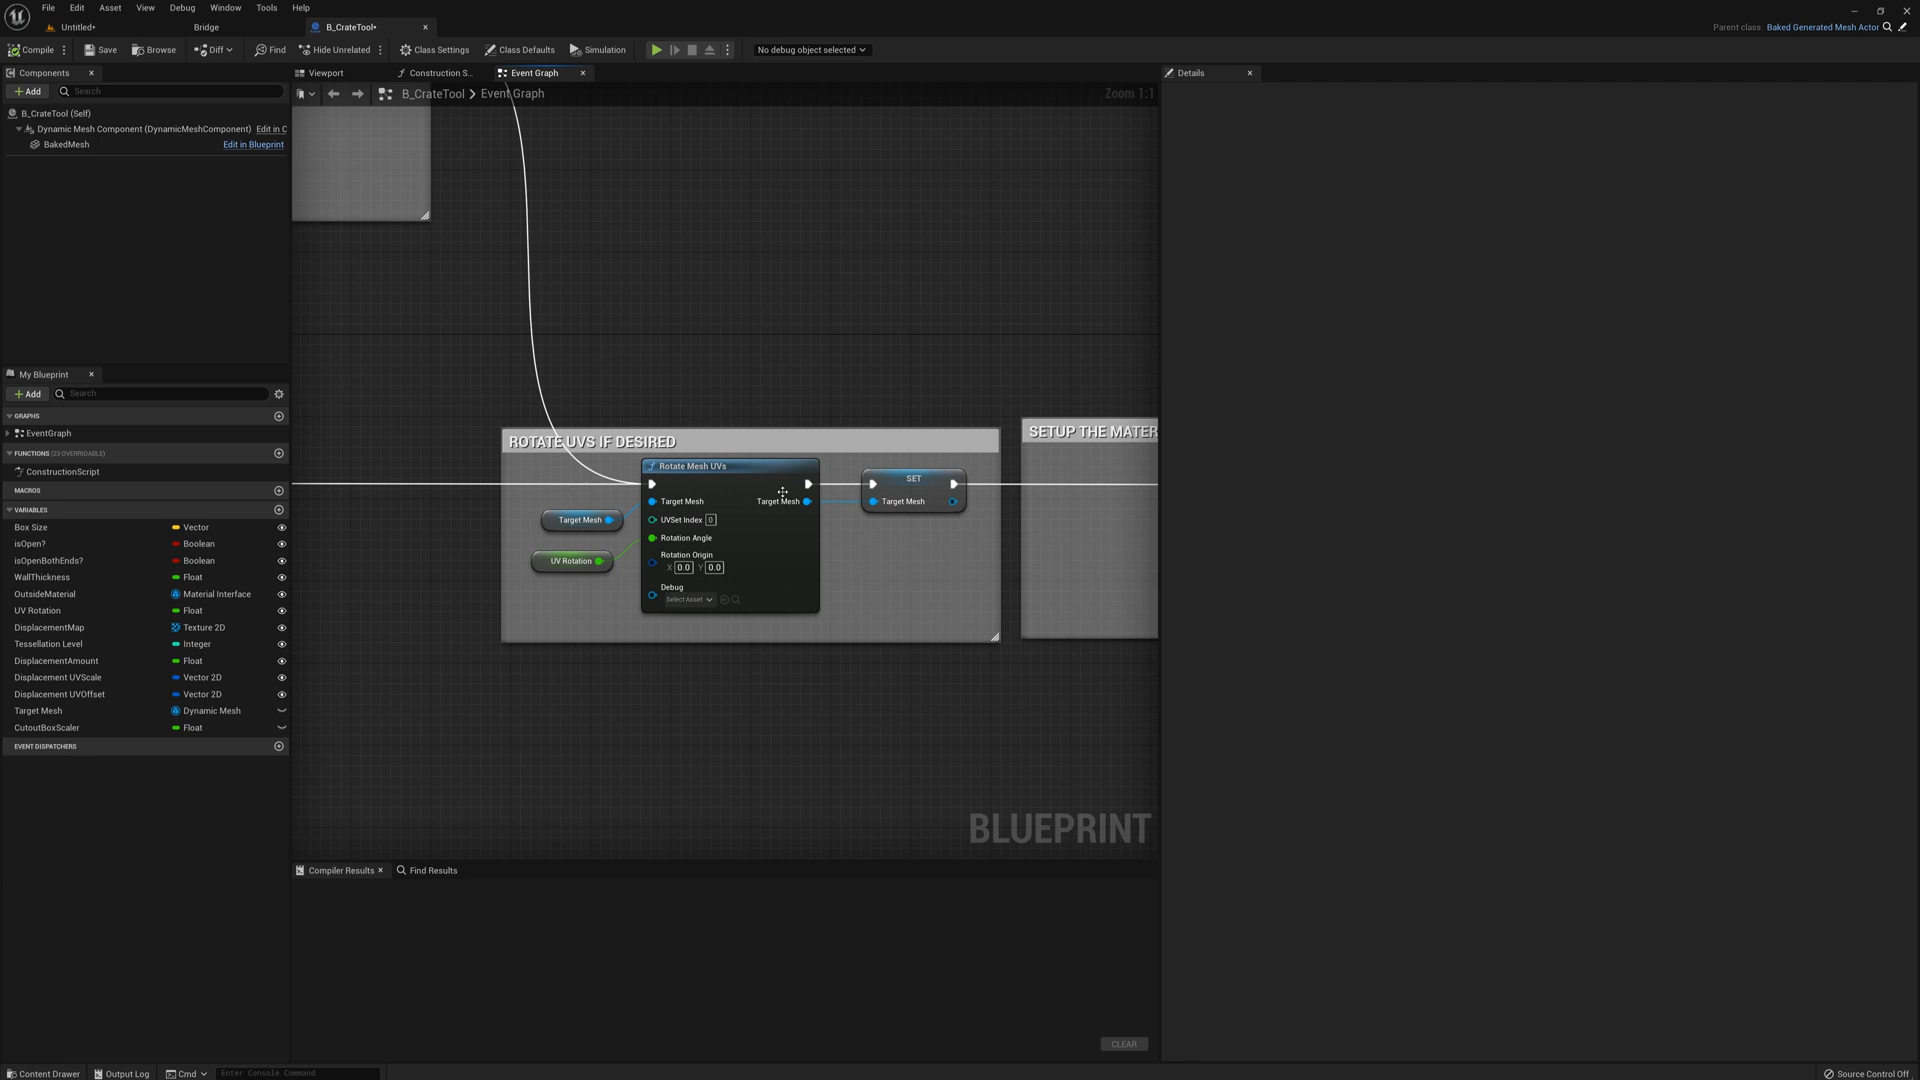 File Edit Asset View Debug Window Tools Help
Untitled* Bridge B_CrateTool* Parent class: Baked Generated Mesh Actor
Compile Save Browse Diff Find Hide Unrelated Class Settings Class Defaults Simulation No debug object selected
Components Viewport Construction S... Event Graph Details
Add Search B_CrateTool > Event Graph Zoom 1:1
B_CrateTool (Self)
Dynamic Mesh Component (DynamicMeshComponent) Edit in C
BakedMesh Edit in Blueprint
My Blueprint
Add Search
GRAPHS
EventGraph
FUNCTIONS (23 OVERRIDABLE)
ConstructionScript
MACROS
VARIABLES
Box Size Vector
isOpen? Boolean
isOpenBothEnds? Boolean
WallThickness Float
OutsideMaterial Material Interface
UV Rotation Float
DisplacementMap Texture 2D
Tessellation Level Integer
DisplacementAmount Float
Displacement UVScale Vector 2D
Displacement UVOffset Vector 2D
Target Mesh Dynamic Mesh
CutoutBoxScaler Float
EVENT DISPATCHERS
ROTATE UVS IF DESIRED
SETUP THE MATER
Rotate Mesh UVs
Target Mesh Target Mesh
UVSet Index 0
Rotation Angle
Rotation Origin
X 0.0 Y 0.0
Debug
Select Asset
Target Mesh
UV Rotation
SET
Target Mesh
BLUEPRINT
Compiler Results Find Results
CLEAR
Content Drawer Output Log Cmd Enter Console Command Source Control Off